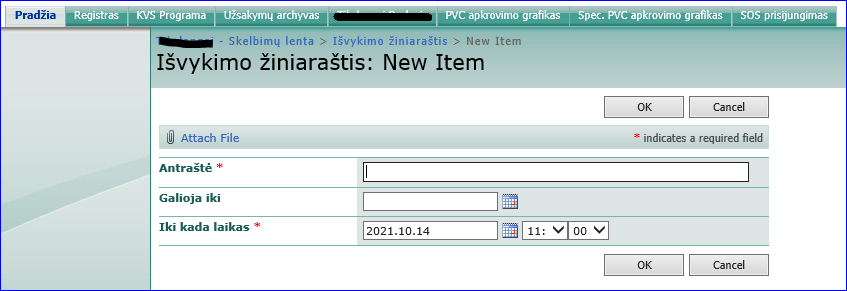 Pradžia Registras KVS Programa Užsakymų archyvas PVC apkrovimo grafikas Spec. PVC apkrovimo grafikas SOS prisijungimas
- Skelbimų lenta > Išvykimo žiniaraštis > New Item
Išvykimo žiniaraštis: New Item
OK Cancel
Attach File * indicates a required field
Antraštė *
Galioja iki
Iki kada laikas * 2021.10.14 11: 00
OK Cancel